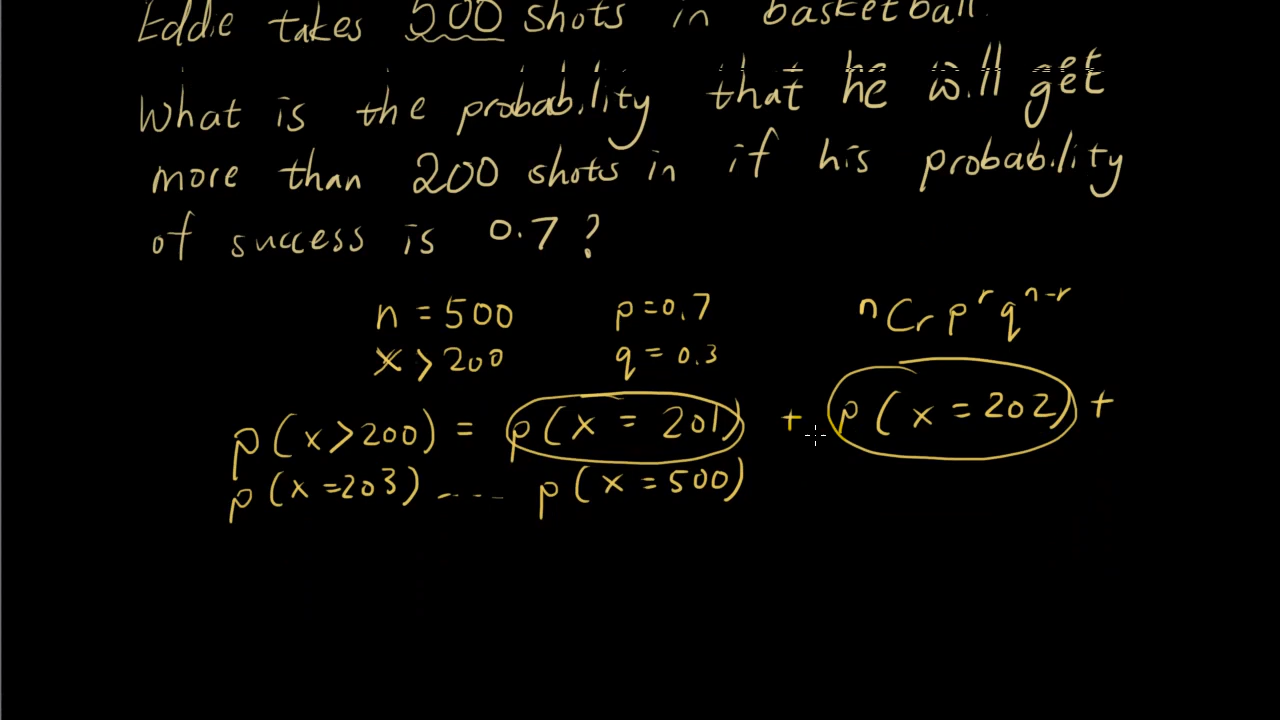 Eddie takes 500 shots in basketball.
What is the probability that he will get
more than 200 shots in if his probability
of success is 0.7?
n = 500 p = 0.7 nCr p^r q^n-r
x > 200 q = 0.3
p(x > 200) = p(x = 201) + p(x = 202) +
p(x = 203) ---- p(x = 500)